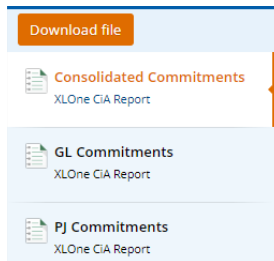 Download file
Consolidated Commitments
XLOne CiA Report
GL Commitments
XLOne CiA Report
PJ Commitments
XLOne CiA Report